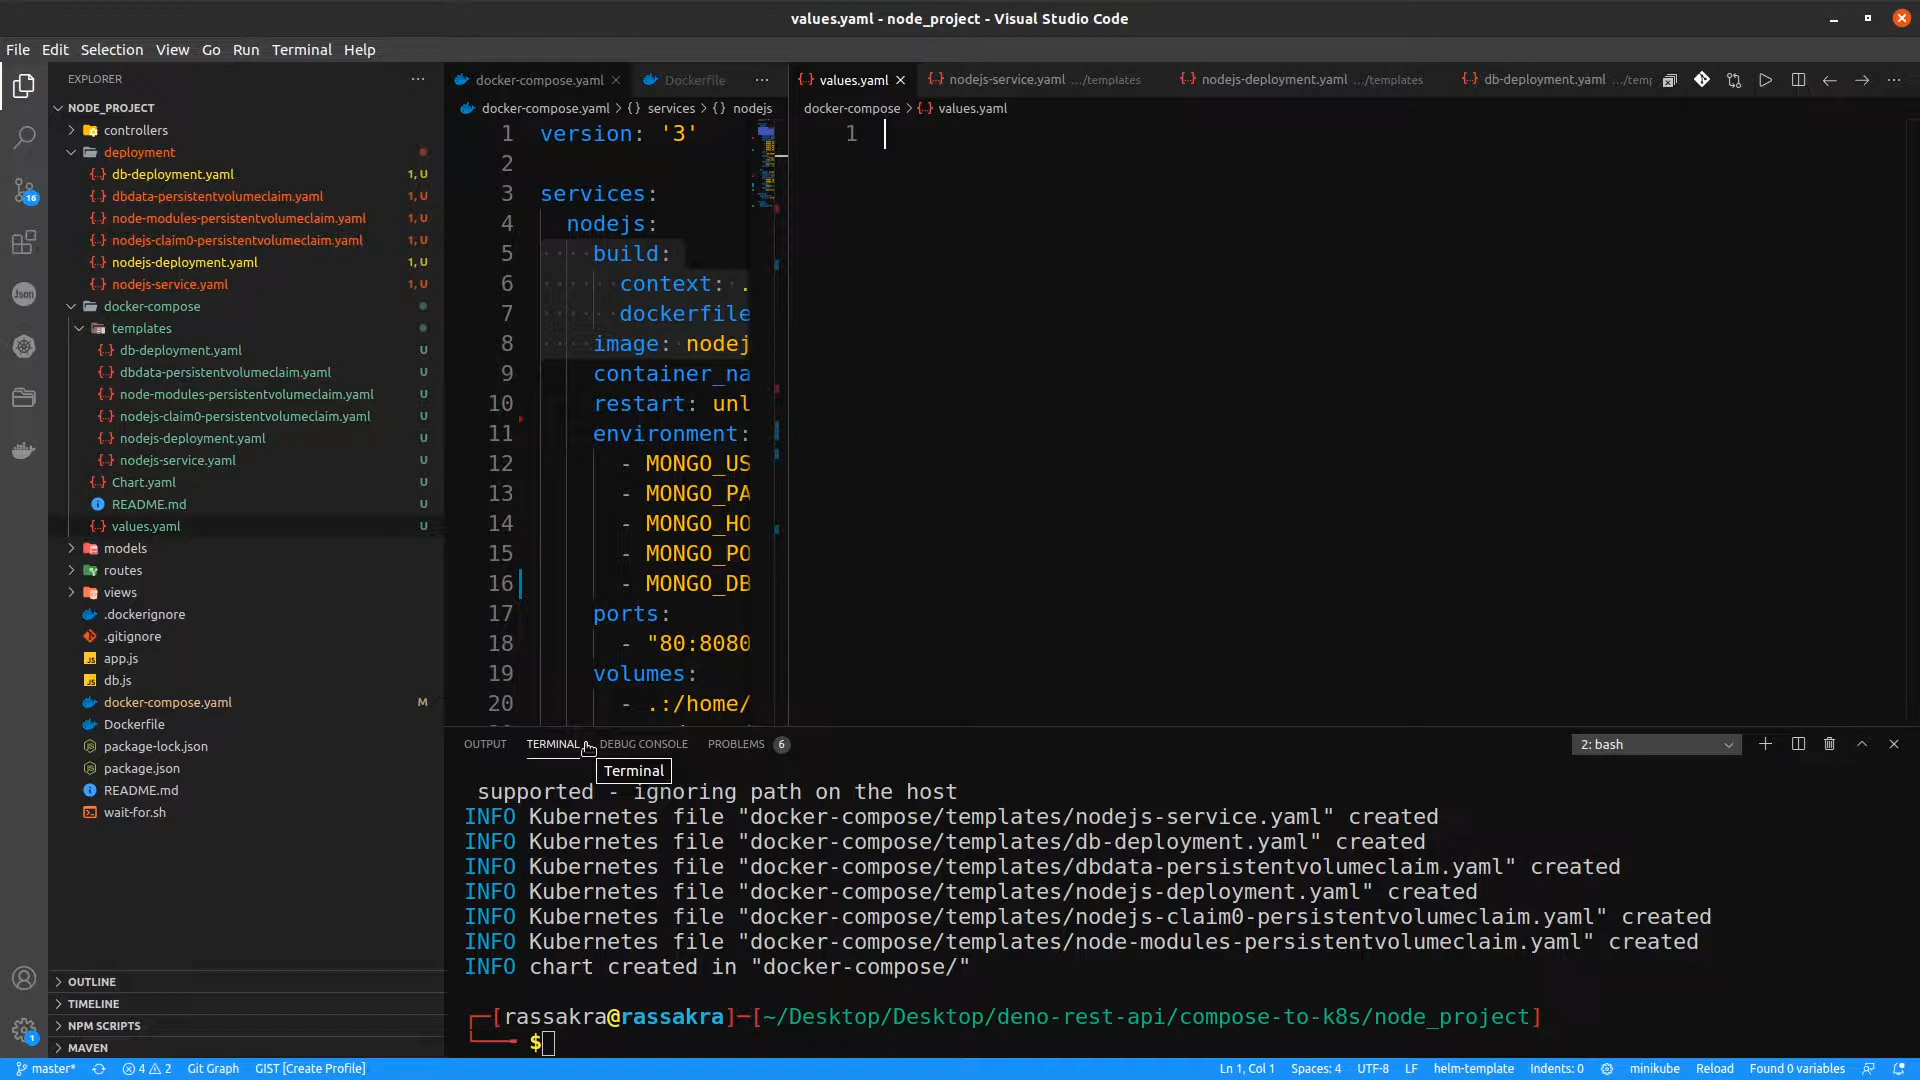 values.yaml - node_project - Visual Studio Code
File Edit Selection View Go Run Terminal Help
EXPLORER
NODE_PROJECT
controllers
deployment
db-deployment.yaml 1, U
dbdata-persistentvolumeclaim.yaml 1, U
node-modules-persistentvolumeclaim.yaml 1, U
nodejs-claim0-persistentvolumeclaim.yaml 1, U
nodejs-deployment.yaml 1, U
nodejs-service.yaml 1, U
docker-compose
templates
db-deployment.yaml U
dbdata-persistentvolumeclaim.yaml U
node-modules-persistentvolumeclaim.yaml U
nodejs-claim0-persistentvolumeclaim.yaml U
nodejs-deployment.yaml U
nodejs-service.yaml U
Chart.yaml U
README.md U
values.yaml U
models
routes
views
.dockerignore
.gitignore
app.js
db.js
docker-compose.yaml M
Dockerfile
package-lock.json
package.json
README.md
wait-for.sh
OUTLINE
TIMELINE
NPM SCRIPTS
MAVEN
16
Json
1
docker-compose.yaml Dockerfile
docker-compose.yaml > {} services > {} nodejs
1 version: '3'
2
3 services:
4 nodejs:
5 build:
6 context: .
7 dockerfile
8 image: nodej
9 container_na
10 restart: unl
11 environment:
12 - MONGO_US
13 - MONGO_PA
14 - MONGO_HO
15 - MONGO_PO
16 - MONGO_DB
17 ports:
18 - "80:8080
19 volumes:
20 - .:/home/
values.yaml nodejs-service.yaml .../templates nodejs-deployment.yaml .../templates db-deployment.yaml .../temp
docker-compose > values.yaml
1
OUTPUT TERMINAL DEBUG CONSOLE PROBLEMS 6
2: bash
Terminal
supported - ignoring path on the host
INFO Kubernetes file "docker-compose/templates/nodejs-service.yaml" created
INFO Kubernetes file "docker-compose/templates/db-deployment.yaml" created
INFO Kubernetes file "docker-compose/templates/dbdata-persistentvolumeclaim.yaml" created
INFO Kubernetes file "docker-compose/templates/nodejs-deployment.yaml" created
INFO Kubernetes file "docker-compose/templates/nodejs-claim0-persistentvolumeclaim.yaml" created
INFO Kubernetes file "docker-compose/templates/node-modules-persistentvolumeclaim.yaml" created
INFO chart created in "docker-compose/"
┌─[rassakra@rassakra]─[~/Desktop/Desktop/deno-rest-api/compose-to-k8s/node_project]
└── $
master* 4 2 Git Graph GIST [Create Profile] Ln 1, Col 1 Spaces: 4 UTF-8 LF helm-template Indents: 0 minikube Reload Found 0 variables